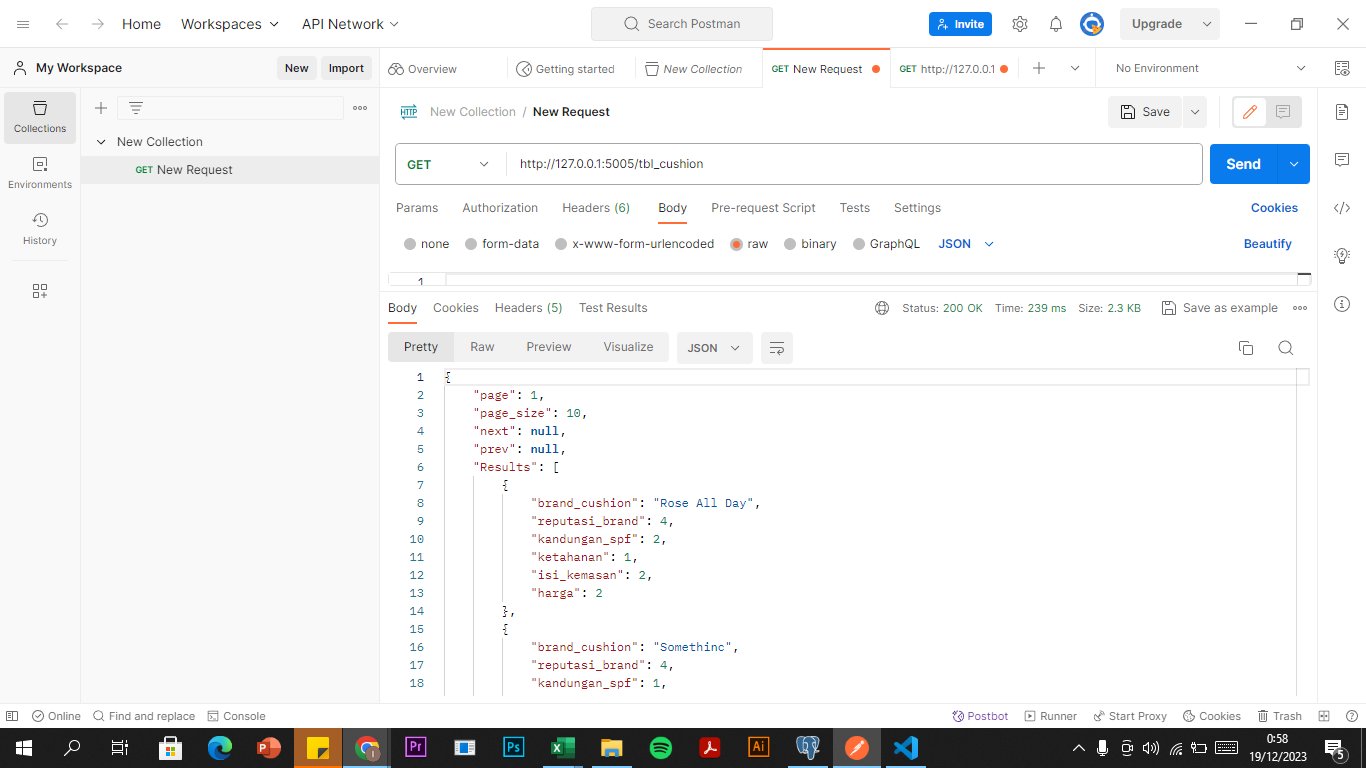 Home Workspaces API Network Search Postman Invite Upgrade
My Workspace New Import Overview Getting started New Collection GET New Request GET http://127.0.0.1 No Environment
Collections
Environments
History
New Collection
GET New Request
HTTP New Collection / New Request Save
GET http://127.0.0.1:5005/tbl_cushion Send
Params Authorization Headers (6) Body Pre-request Script Tests Settings Cookies
none form-data x-www-form-urlencoded raw binary GraphQL JSON Beautify
1
Body Cookies Headers (5) Test Results Status: 200 OK Time: 239 ms Size: 2.3 KB Save as example
Pretty Raw Preview Visualize JSON
1 {
2 "page": 1,
3 "page_size": 10,
4 "next": null,
5 "prev": null,
6 "Results": [
7 {
8 "brand_cushion": "Rose All Day",
9 "reputasi_brand": 4,
10 "kandungan_spf": 2,
11 "ketahanan": 1,
12 "isi_kemasan": 2,
13 "harga": 2
14 },
15 {
16 "brand_cushion": "Somethinc",
17 "reputasi_brand": 4,
18 "kandungan_spf": 1,
Online Find and replace Console Postbot Runner Start Proxy Cookies Trash
Pr Ps Ai 0:58
19/12/2023 5